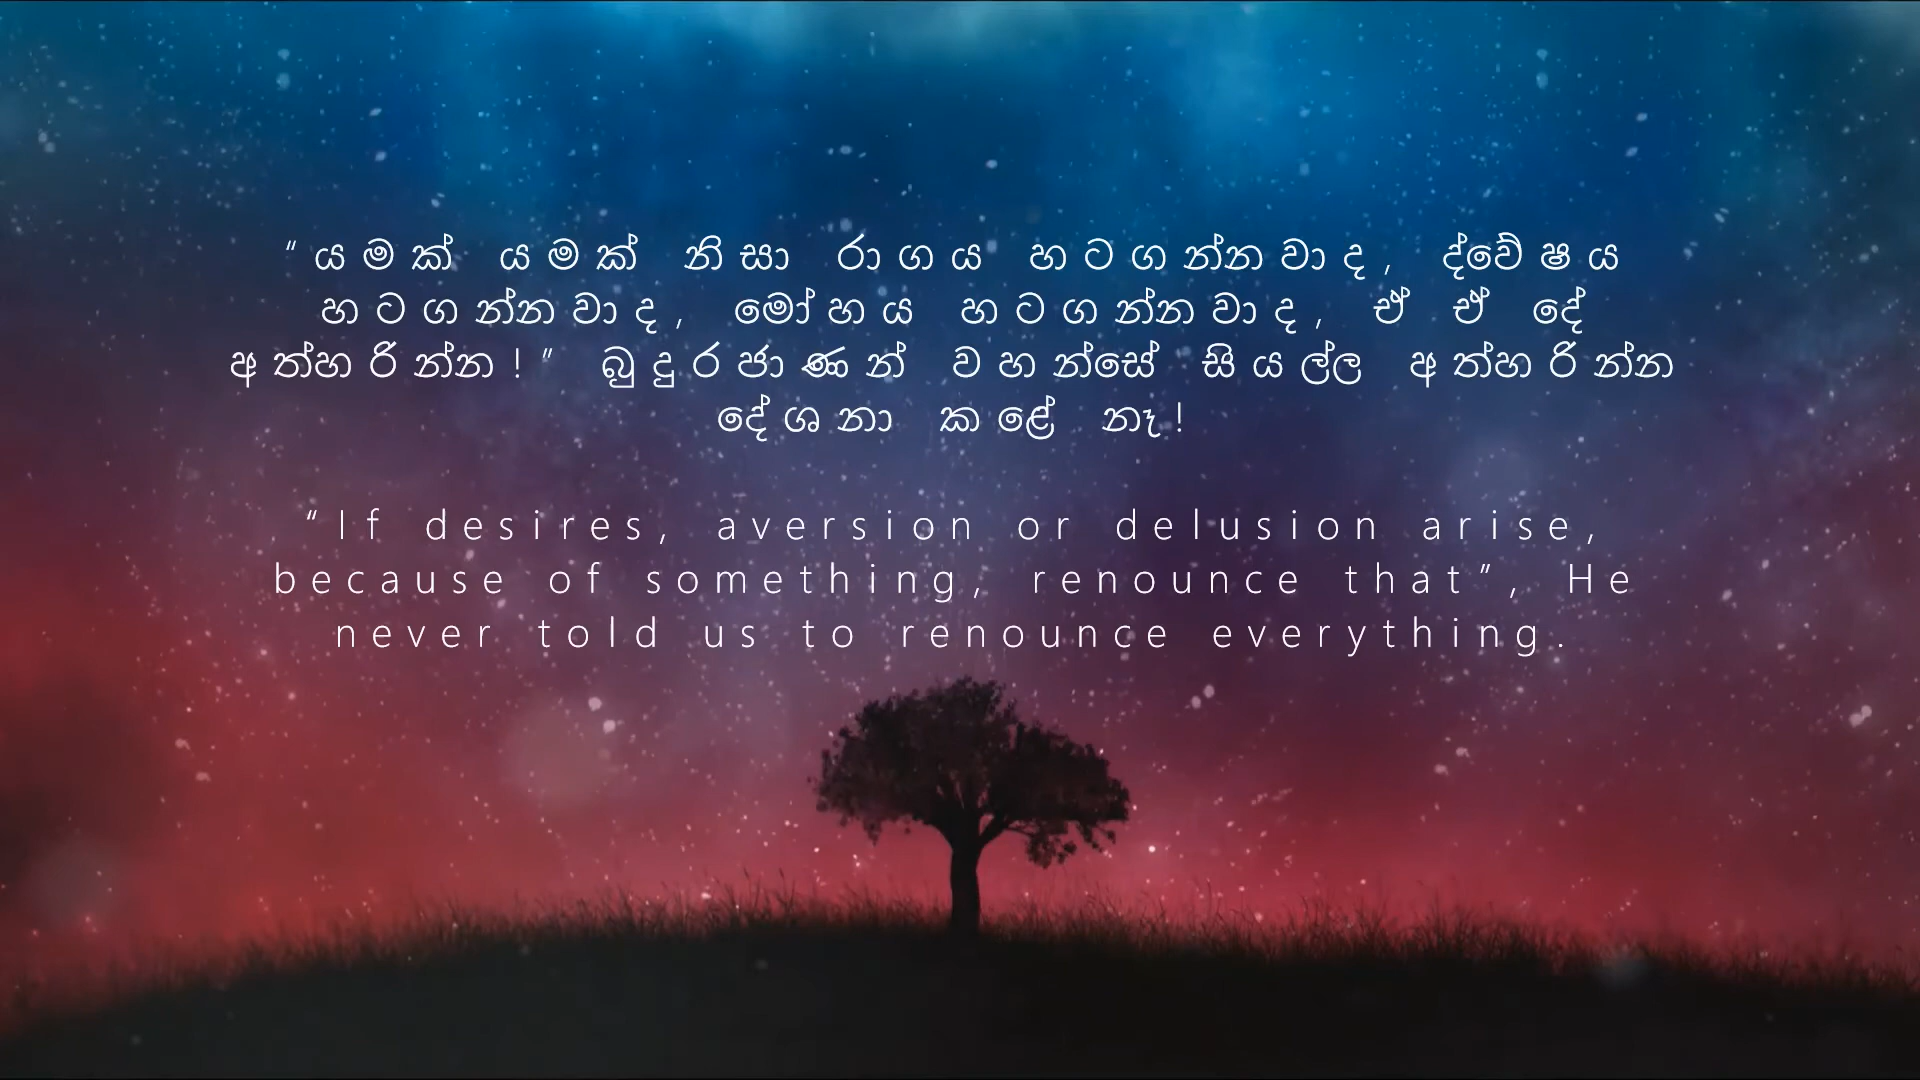 “යමක් යමක් නිසා රාගය හටගන්නවාද, ද්වේෂය
හටගන්නවාද, මෝහය හටගන්නවාද, ඒ ඒ දේ
අත්හරින්න!” බුදුරජාණන් වහන්සේ සියල්ල අත්හරින්න
දේශනා කළේ නෑ!
“If desires, aversion or delusion arise,
because of something, renounce that”, He
never told us to renounce everything.